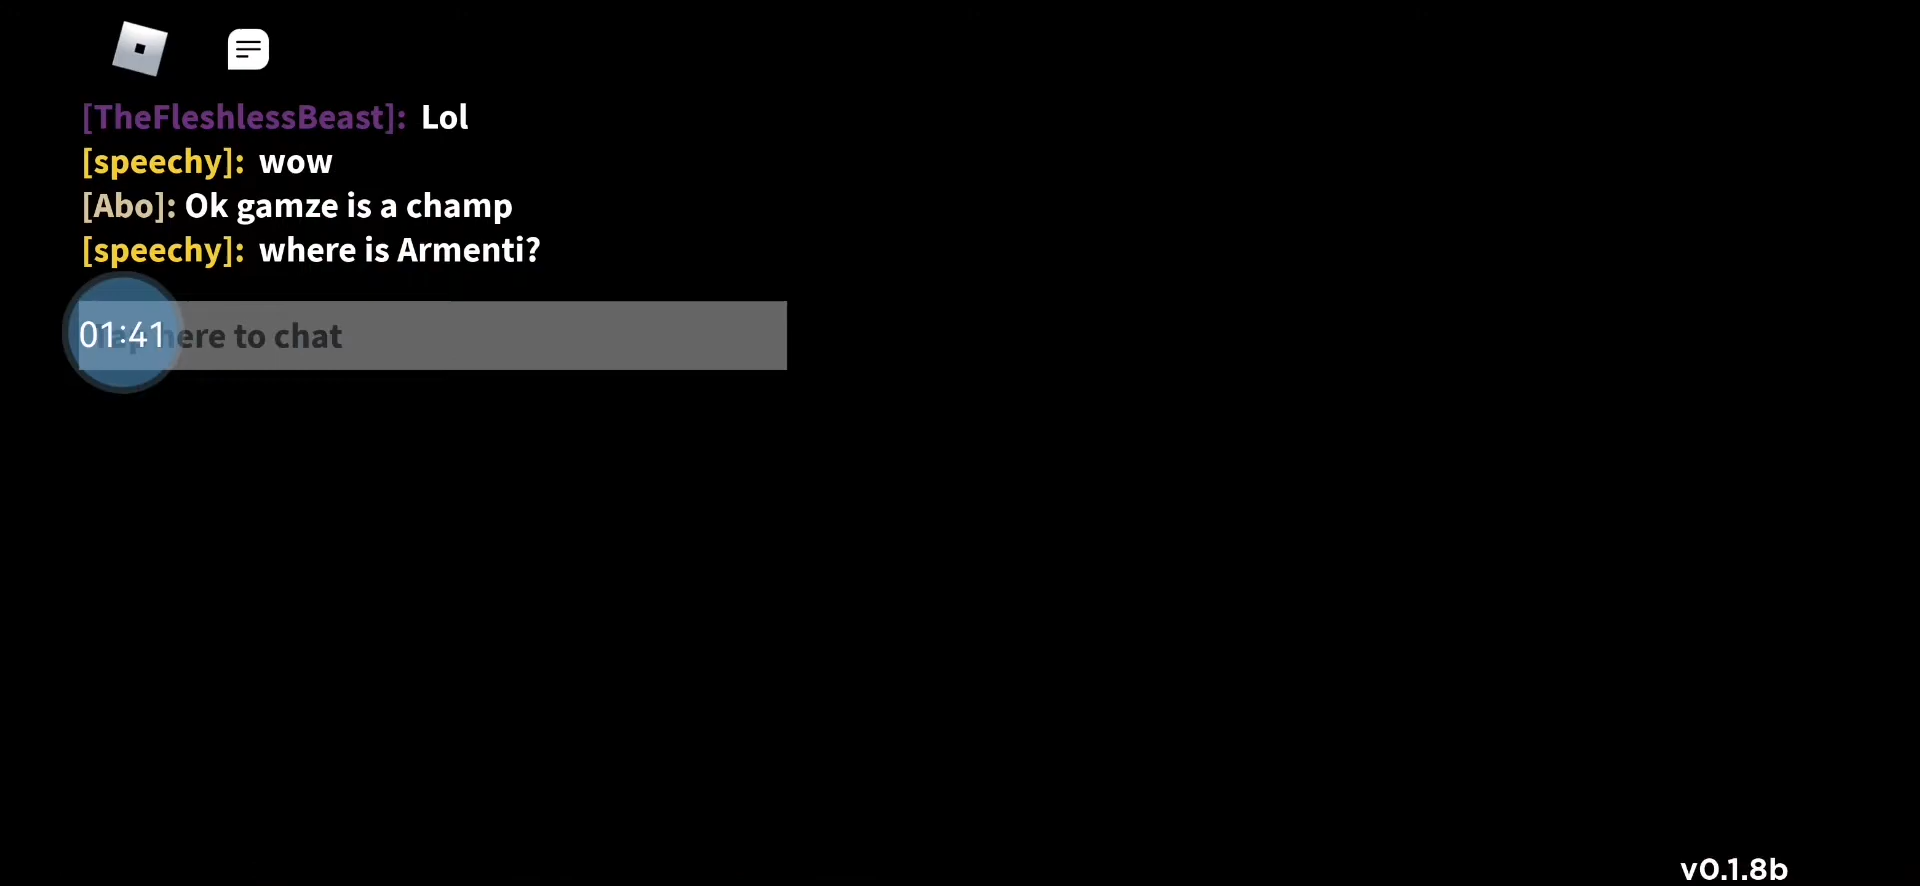 [TheFleshlessBeast]: Lol
[speechy]: wow
[Abo]: Ok gamze is a champ
[speechy]: where is Armenti?
01:41
here to chat
v0.1.8b